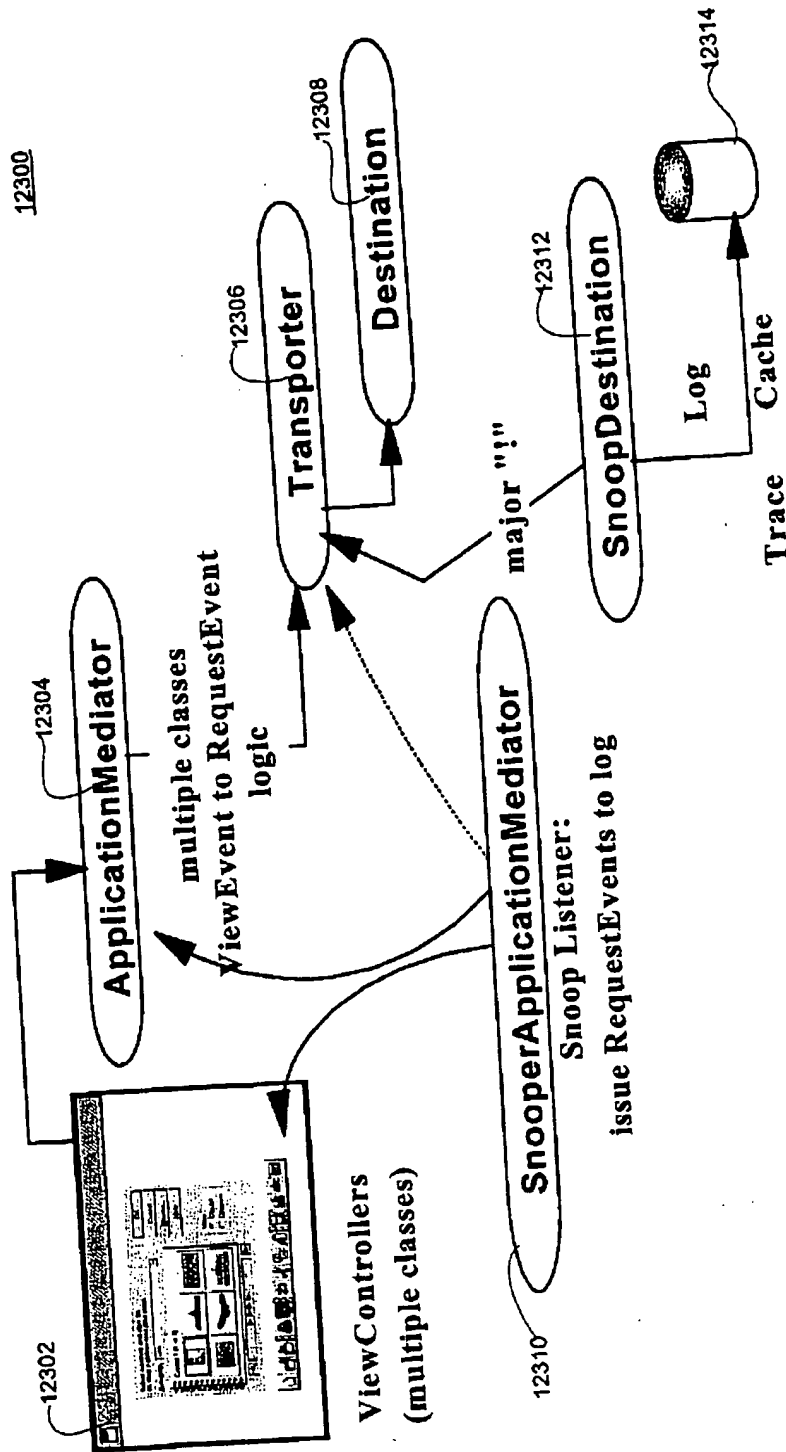 12300
12302
ViewControllers
(multiple classes)
12304
ApplicationMediator
multiple classes
ViewEvent to RequestEvent
logic
12306
Transporter
12308
Destination
major "!"
12310
SnooperApplicationMediator
Snoop Listener:
issue RequestEvents to log
12312
SnoopDestination
Log
Trace Cache
12314